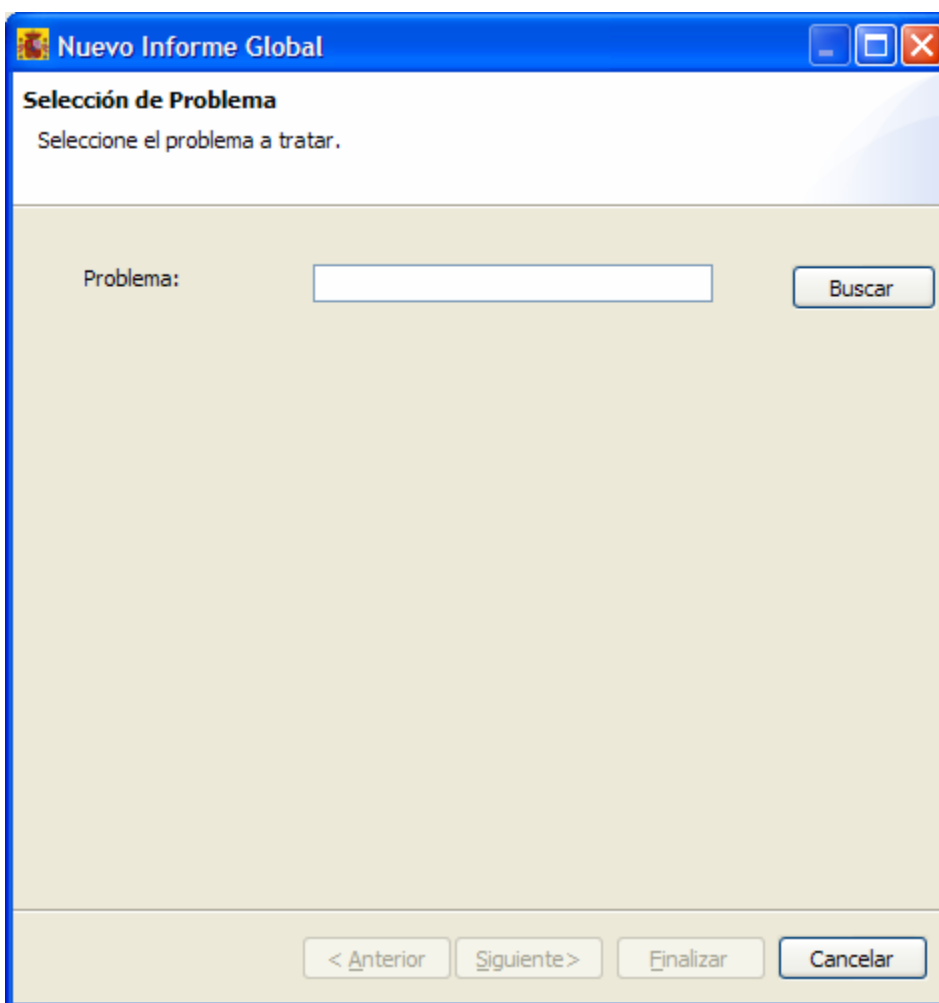 Nuevo Informe Global
Selección de Problema
Seleccione el problema a tratar.
Problema:
Buscar
< Anterior
Siguiente>
Finalizar
Cancelar